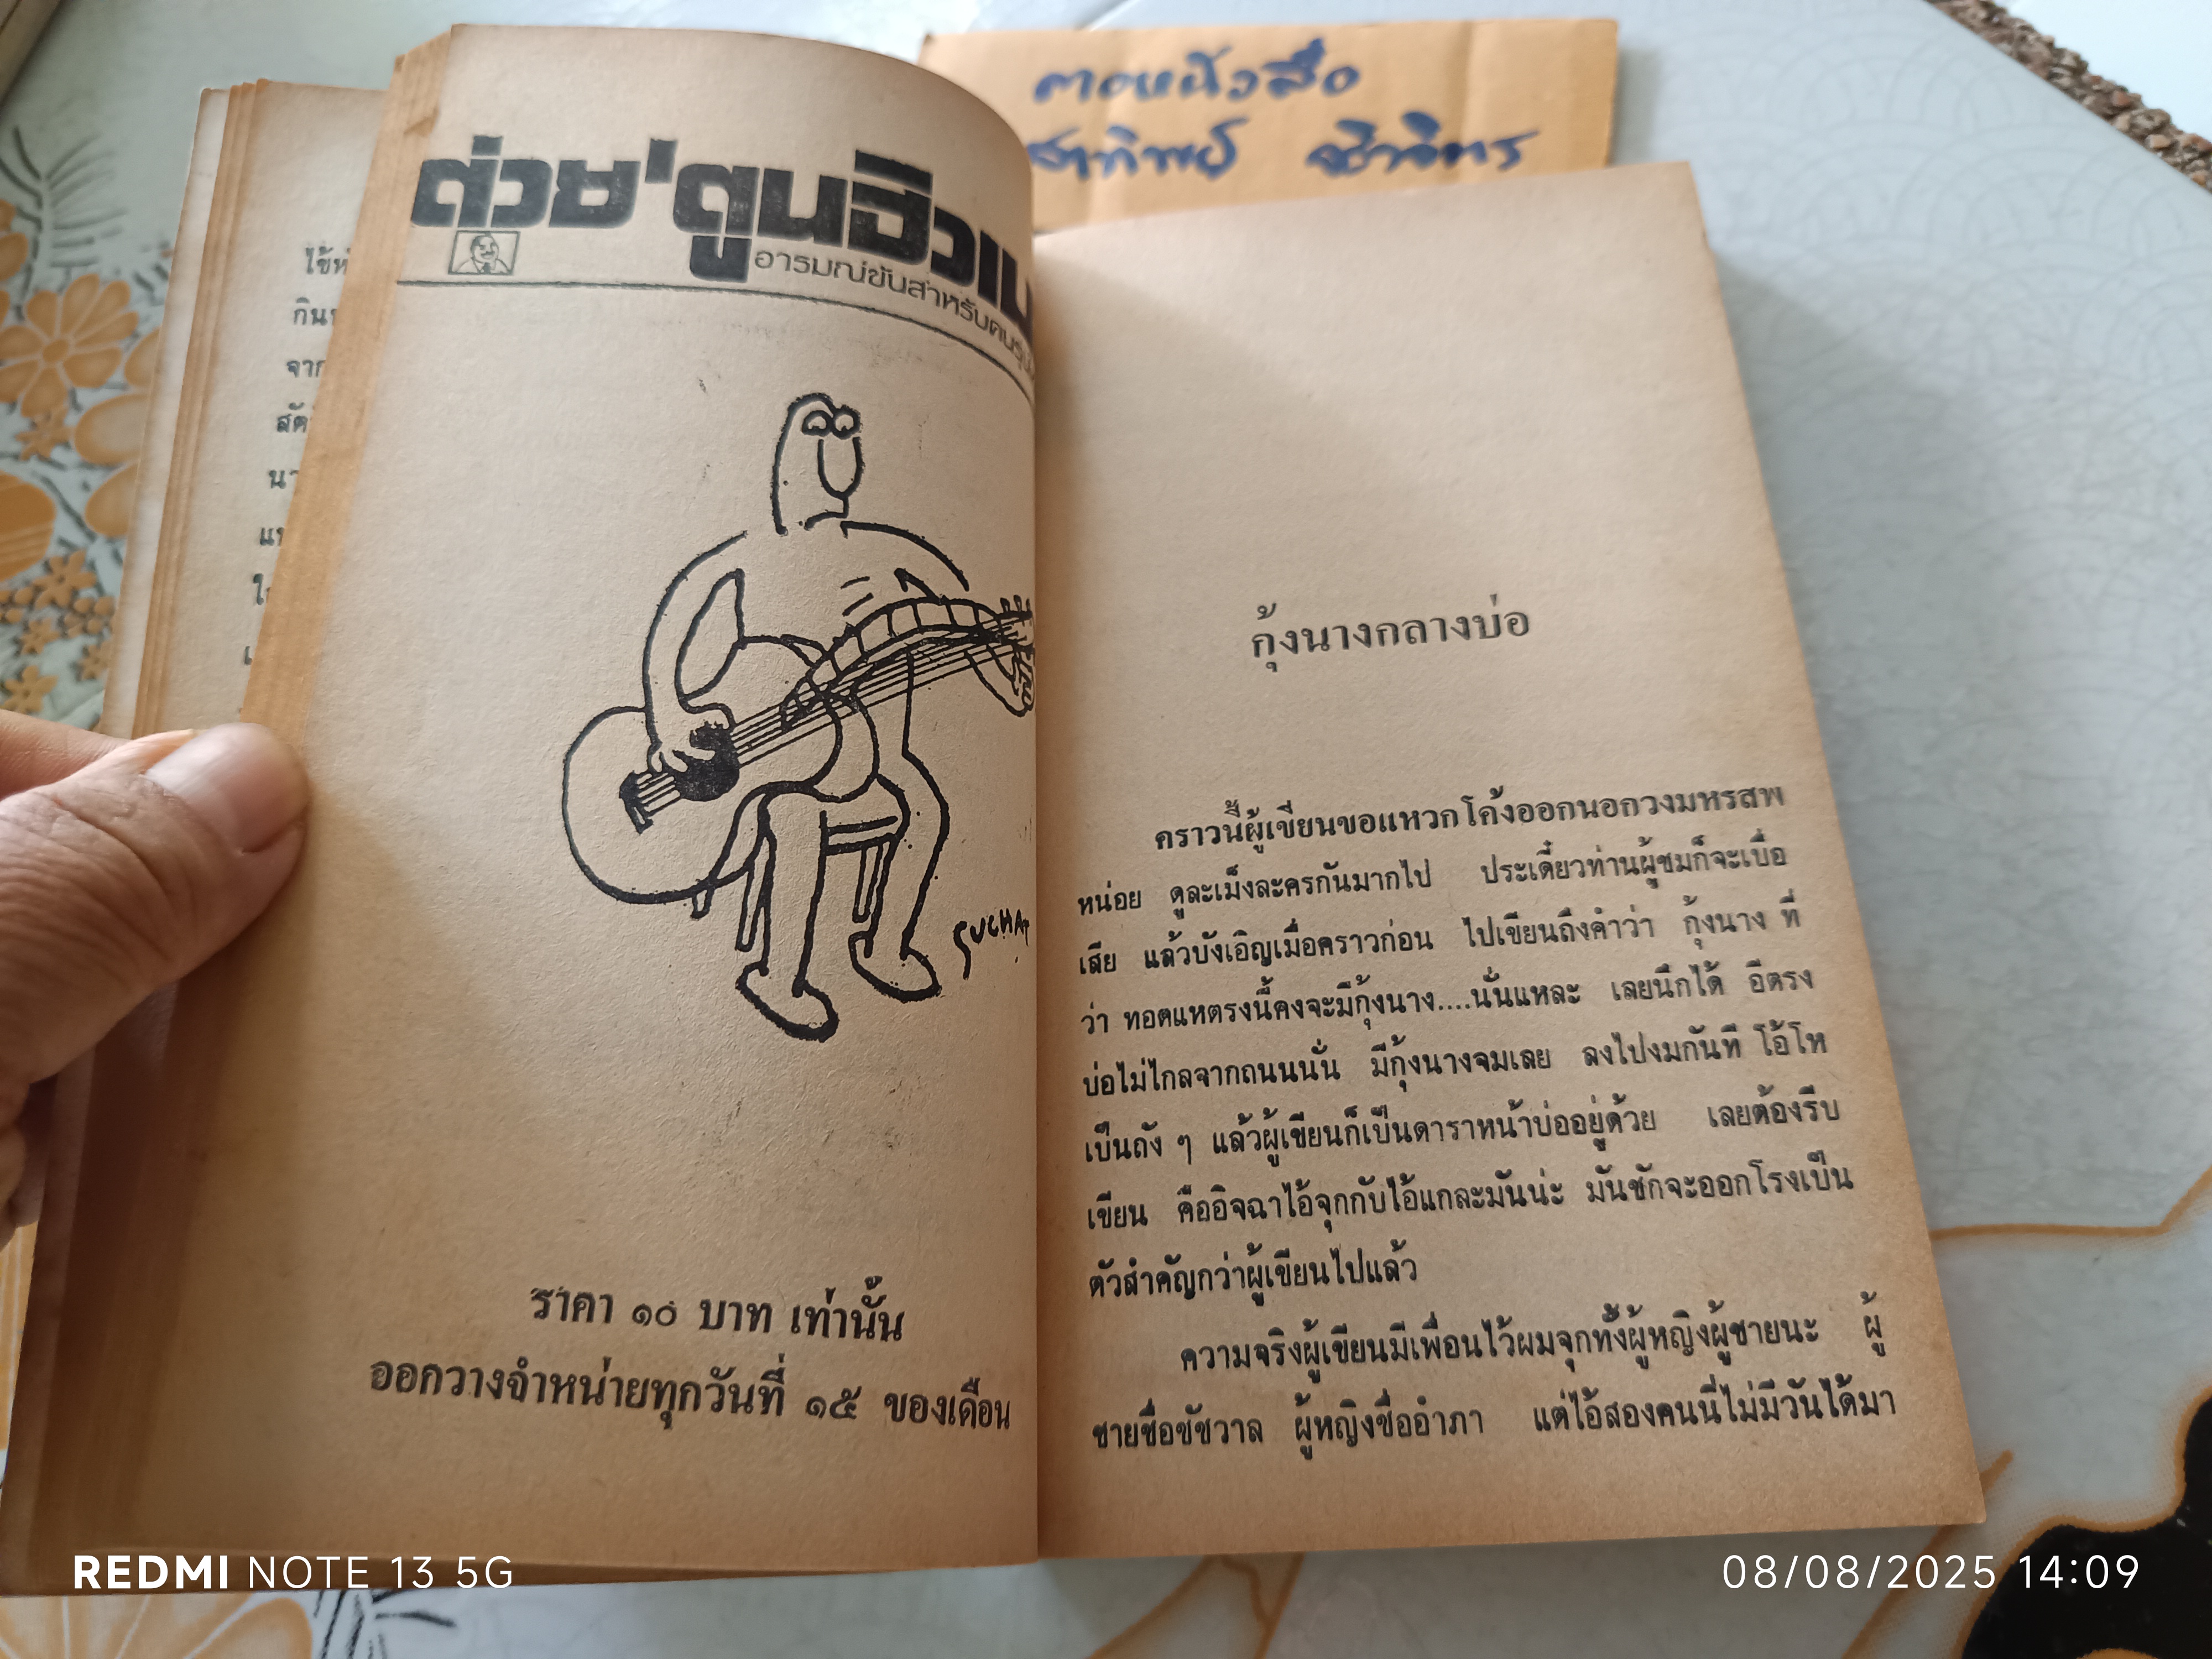 ต่วย'ตูนฮิวเม
อารมณ์ขันสำหรับคนรุ่น
SUCHAT
ราคา ๑๐ บาท เท่านั้น
ออกวางจำหน่ายทุกวันที่ ๑๕ ของเดือน
ไข้ห
กิน
จาก
สัต
นา
แ
ใ
เ
ทิพย์
กุ้งนางกลางบ่อ
คราวนี้ผู้เขียนขอแหวกโค้งออกนอกวงมหรสพ
หน่อย ดูละเม็งละครกันมากไป ประเดี๋ยวท่านผู้ชมก็จะเบื่อ
เสีย แล้วบังเอิญเมื่อคราวก่อน ไปเขียนถึงคำว่า กุ้งนาง ที่
ว่า ทอดแหตรงนี้คงจะมีกุ้งนาง....นั่นแหละ เลยนึกได้ อีตรง
บ่อไม่ไกลจากถนนนั่น มีกุ้งนางจมเลย ลงไปงมกันที โอ้โห
เป็นถัง ๆ แล้วผู้เขียนก็เป็นดาราหน้าบ่ออยู่ด้วย เลยต้องรีบ
เขียน คืออิจฉาไอ้จุกกับไอ้แกละมันน่ะ มันชักจะออกโรงเป็น
ตัวสำคัญกว่าผู้เขียนไปแล้ว
ความจริงผู้เขียนมีเพื่อนไว้ผมจุกทั้งผู้หญิงผู้ชายนะ ผู้
ชายชื่อชัชวาล ผู้หญิงชื่ออำภา แต่ไอ้สองคนนี่ไม่มีวันได้มา
REDMI NOTE 13 5G
08/08/2025 14:09